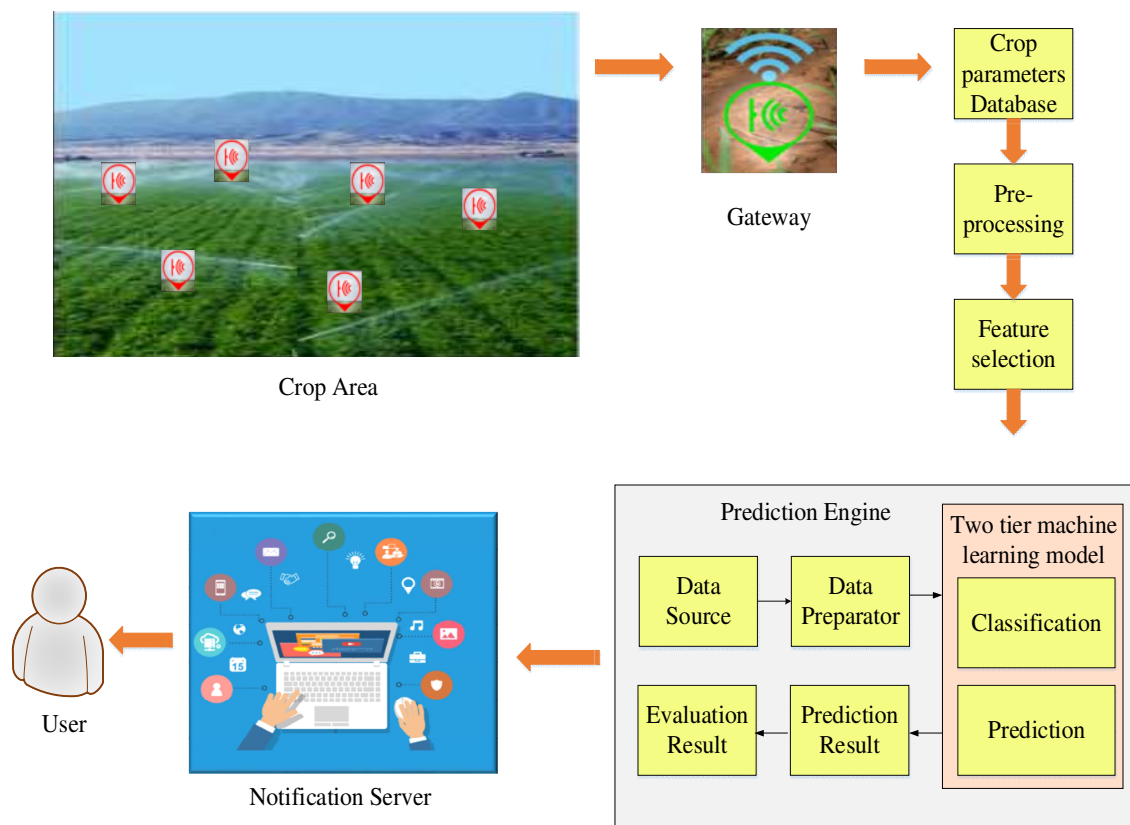 Crop
parameters
Database
Pre-
processing
Gateway
Feature
selection
Crop Area
Prediction Engine
Two tier machine
learning model
Data
Source
Data
Preparator
Classification
Evaluation
Result
Prediction
Result
Prediction
15
User
Notification Server